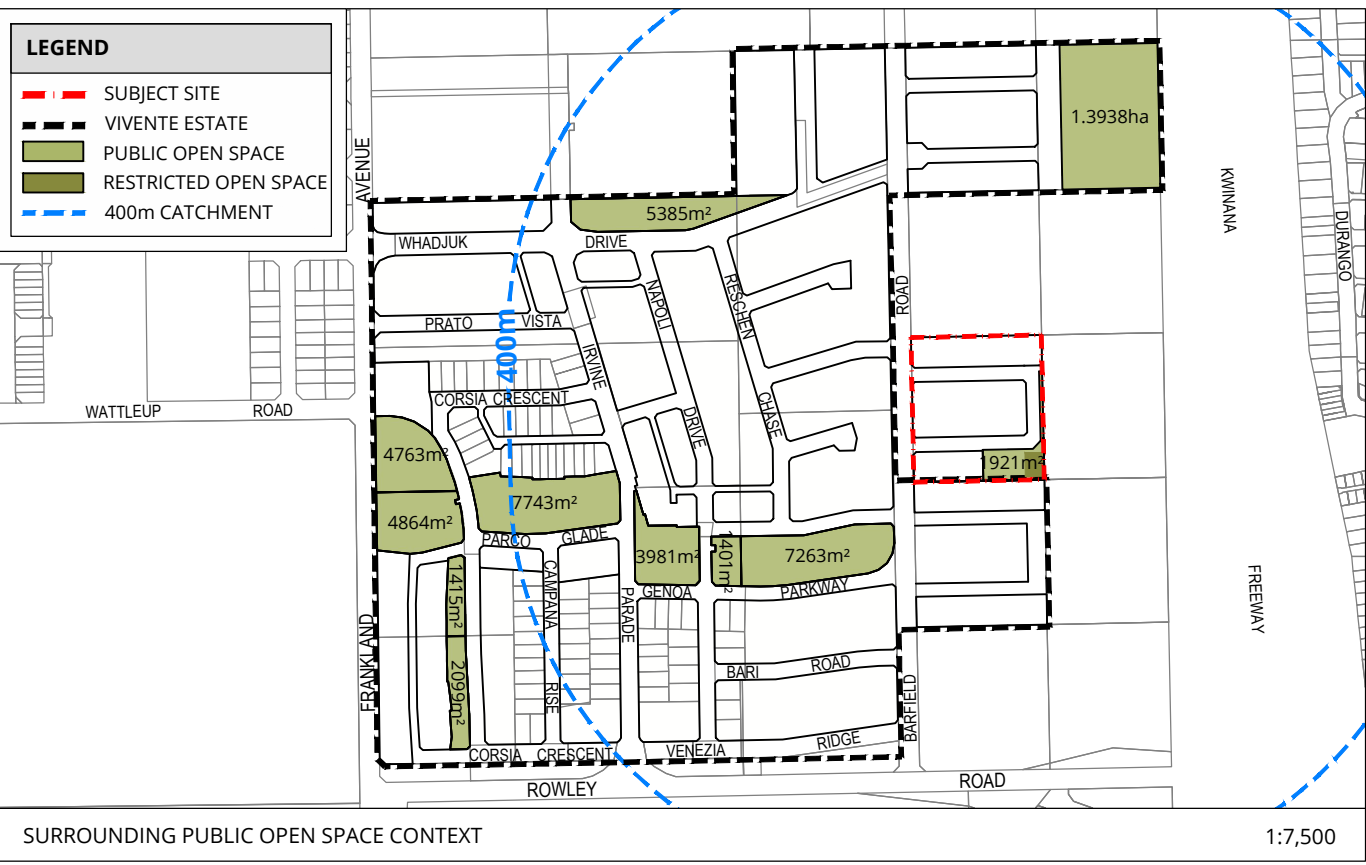 LEGEND
SUBJECT SITE
VIVENTE ESTATE
PUBLIC OPEN SPACE
RESTRICTED OPEN SPACE
400m CATCHMENT
AVENUE
1.3938ha
KWINANA
DURANGO
5385m²
WHADJUK
DRIVE
ROAD
NAPOLI
RESCHEN
PRATO
VISTA
400m
IRVINE
CORSIA CRESCENT
WATTLEUP
ROAD
DRIVE
CHASE
4763m²
1921m²
7743m²
4864m²
PARCO
GLADE
3981m²
1401m²
7263m²
GENOA
PARKWAY
1415m²
CAMPANA
PARADE
FREEWAY
FRANKLAND
2099m²
RISE
BARI
ROAD
BARFIELD
CORSIA
CRESCENT
VENEZIA
RIDGE
ROWLEY
ROAD
SURROUNDING PUBLIC OPEN SPACE CONTEXT
1:7,500